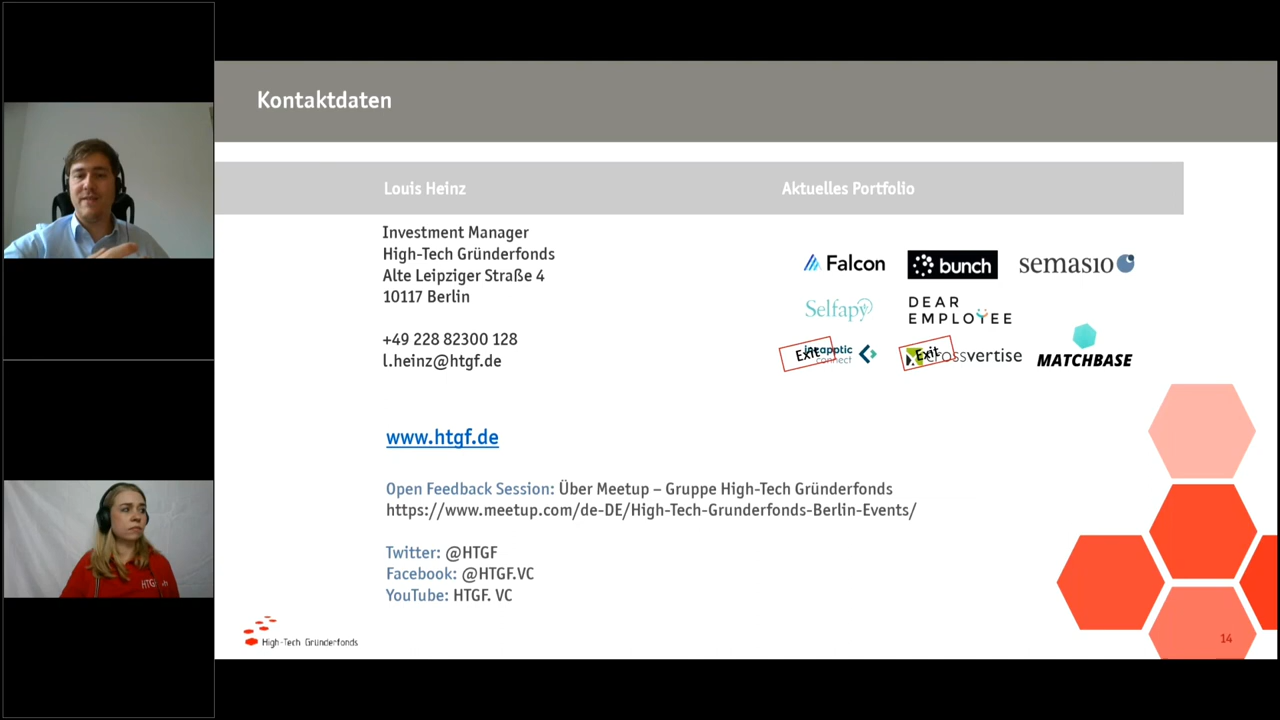 Kontaktdaten
Louis Heinz
Aktuelles Portfolio
Investment Manager
High-Tech Gründerfonds
Alte Leipziger Straße 4
10117 Berlin
+49 228 82300 128
l.heinz@htgf.de
Falcon
bunch
semasio
Selfapy
DEAR
EMPLOYEE
Exit
connect
Exit
crossvertise
MATCHBASE
www.htgf.de
Open Feedback Session: Über Meetup – Gruppe High-Tech Gründerfonds
https://www.meetup.com/de-DE/High-Tech-Grunderfonds-Berlin-Events/
Twitter: @HTGF
Facebook: @HTGF.VC
YouTube: HTGF. VC
High-Tech Gründerfonds
14